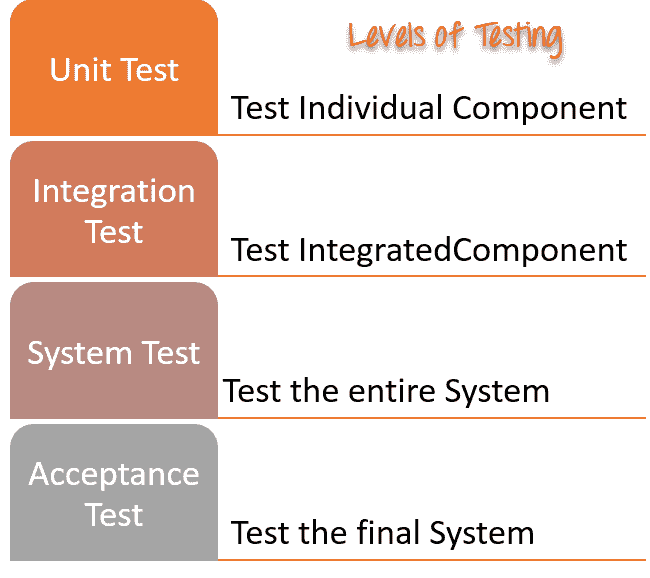 Levels of Testing
Unit Test
Test Individual Component
Integration
Test
Test IntegratedComponent
System Test
Test the entire System
Acceptance
Test
Test the final System